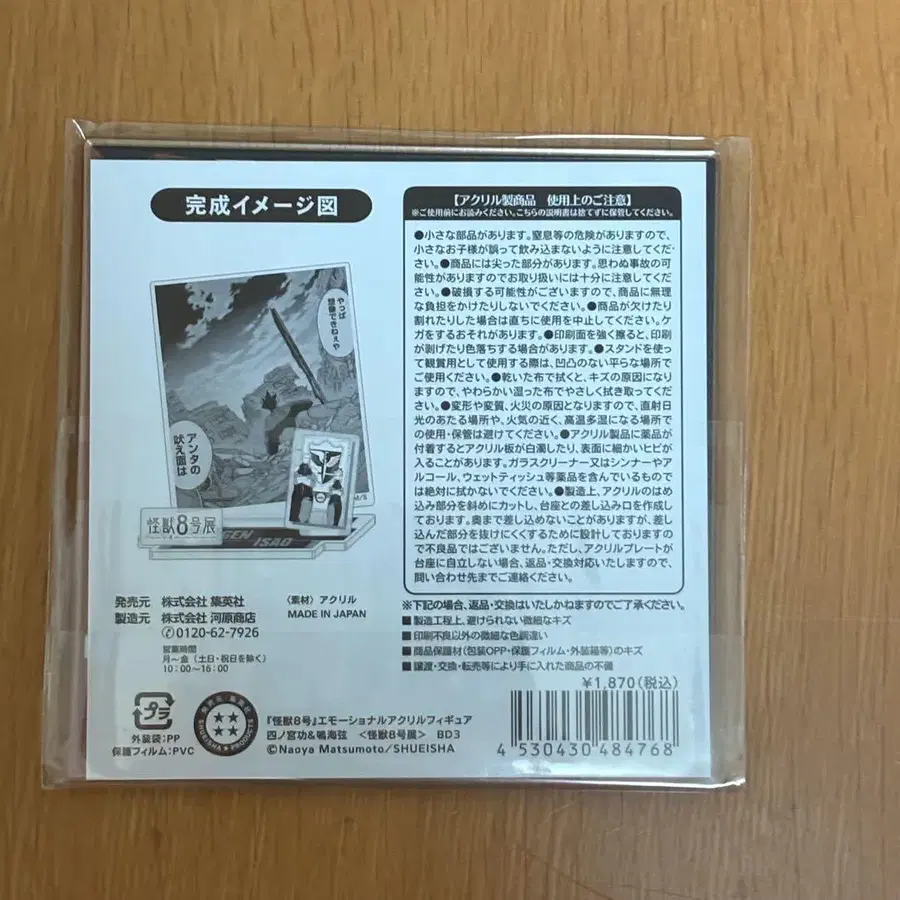 完成イメージ図
やっぱ
想像できねぇや
アンタの
吠え面は
M/S
怪獣8号展
GEN
ISAO
発売元 株式会社 集英社
製造元 株式会社 河原商店
0120-62-7926
営業時間
月〜金(土日・祝日を除く)
10:00〜16:00
〈素材〉アクリル
MADE IN JAPAN
プラ
外装袋:PP
保護フィルム:PVC
SHUEISHA PRODUCTS
『怪獣8号』エモーショナルアクリルフィギュア
四ノ宮功&鳴海弦 <怪獣8号展> BD3
©Naoya Matsumoto/SHUEISHA
【アクリル製商品 使用上のご注意】
※ご使用前にお読みください。こちらの説明書は捨てずに保管してください。
●小さな部品があります。窒息等の危険がありますので、
小さなお子様が誤って飲み込まないように注意してくださ
い。●商品には尖った部分があります。思わぬ事故の可
能性がありますのでお取り扱いには十分に注意してくだ
さい。●破損する可能性がございますので、商品に無理
な負担をかけたりしないでください。●商品が欠けたり
割れたりした場合は直ちに使用を中止してください。ケ
ガをするおそれがあります。●印刷面を強く擦ると、印刷
が剥げたり色落ちする場合があります。●スタンドを使っ
て観賞用として使用する際は、凹凸のない平らな場所で
ご使用ください。●乾いた布で拭くと、キズの原因になり
ますので、やわらかい湿った布でやさしく拭き取ってくだ
さい。●変形や変質、火災の原因となりますので、直射日
光のあたる場所や、火気の近く、高温多湿になる場所で
の使用・保管は避けてください。●アクリル製品に薬品が
付着するとアクリル板が白濁したり、表面に細かいヒビが
入ることがあります。ガラスクリーナー又はシンナーやア
ルコール、ウェットティッシュ等薬品を含んでいるもので
は絶対に拭かないでください。●製造上、アクリルのはめ
込み部分を斜めにカットし、台座との差し込み口を作成し
ております。奥まで差し込めないことがありますが、差し
込んだ部分を抜けにくくするために設計しておりますの
で不良品ではございません。ただし、アクリルプレートが
台座に自立しない場合、返品・交換対応いたしますので、
問い合わせ先までご連絡ください。
※下記の場合、返品・交換はいたしかねますのでご了承ください。
■製造工程上、避けられない微細なキズ
■印刷不良以外の微細な色調違い
■商品保護材(包装OPP・保護フィルム・外装箱等)のキズ
■譲渡・交換・転売等により手に入れた商品の不備
¥1,870(税込)
4 530430 484768